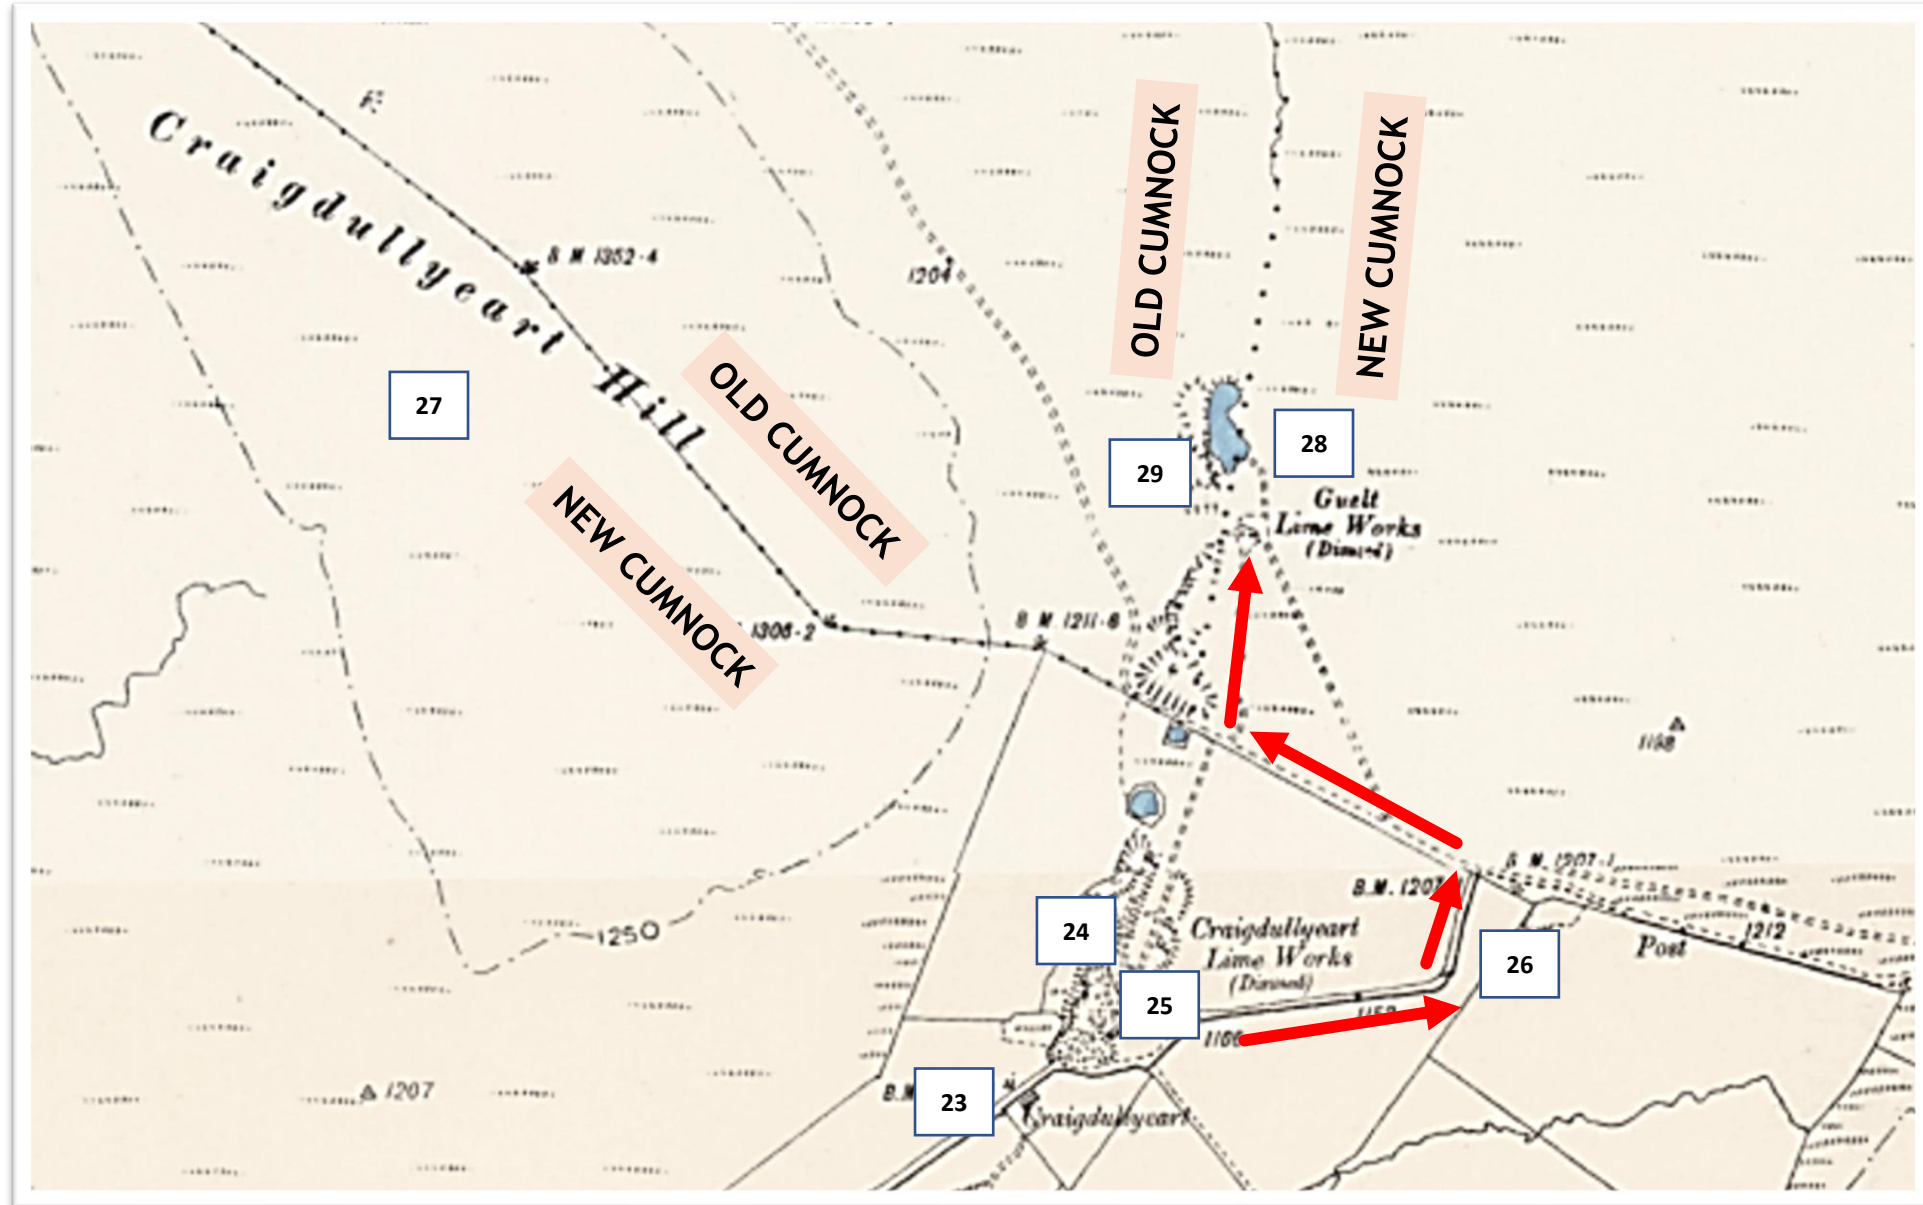 Craigdullyeart Hill
B.M. 1352·4
1204
OLD CUMNOCK
NEW CUMNOCK
27
OLD CUMNOCK
NEW CUMNOCK
28
29
Guelt
Lime Works
(Disused)
1306·2
B.M. 1211·6
1198
B.M. 1207·1
B.M. 1207
1250
24
Craigdullyeart
Lime Works
(Disused)
26
Post
1212
25
1166
1207
B.M.
23
Craigdullyeart